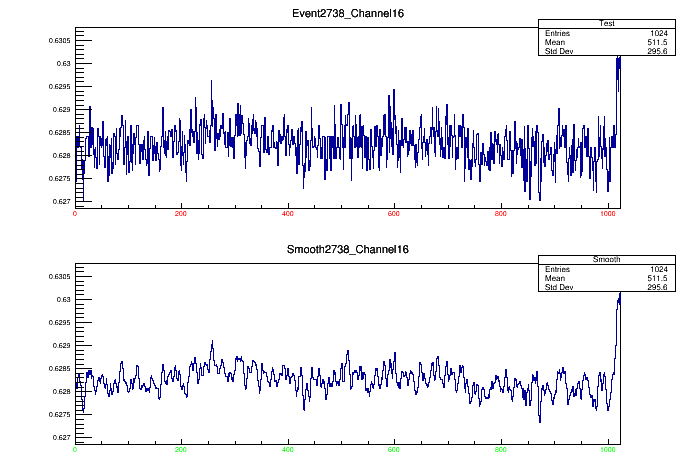 Event2738_Channel16
Test
Entries 1024
Mean 511.5
Std Dev 295.6
0.6305
0.63
0.6295
0.629
0.6285
0.628
0.6275
0.627
0 200 400 600 800 1000
Smooth2738_Channel16
Smooth
Entries 1024
Mean 511.5
Std Dev 295.6
0.6305
0.63
0.6295
0.629
0.6285
0.628
0.6275
0.627
0 200 400 600 800 1000